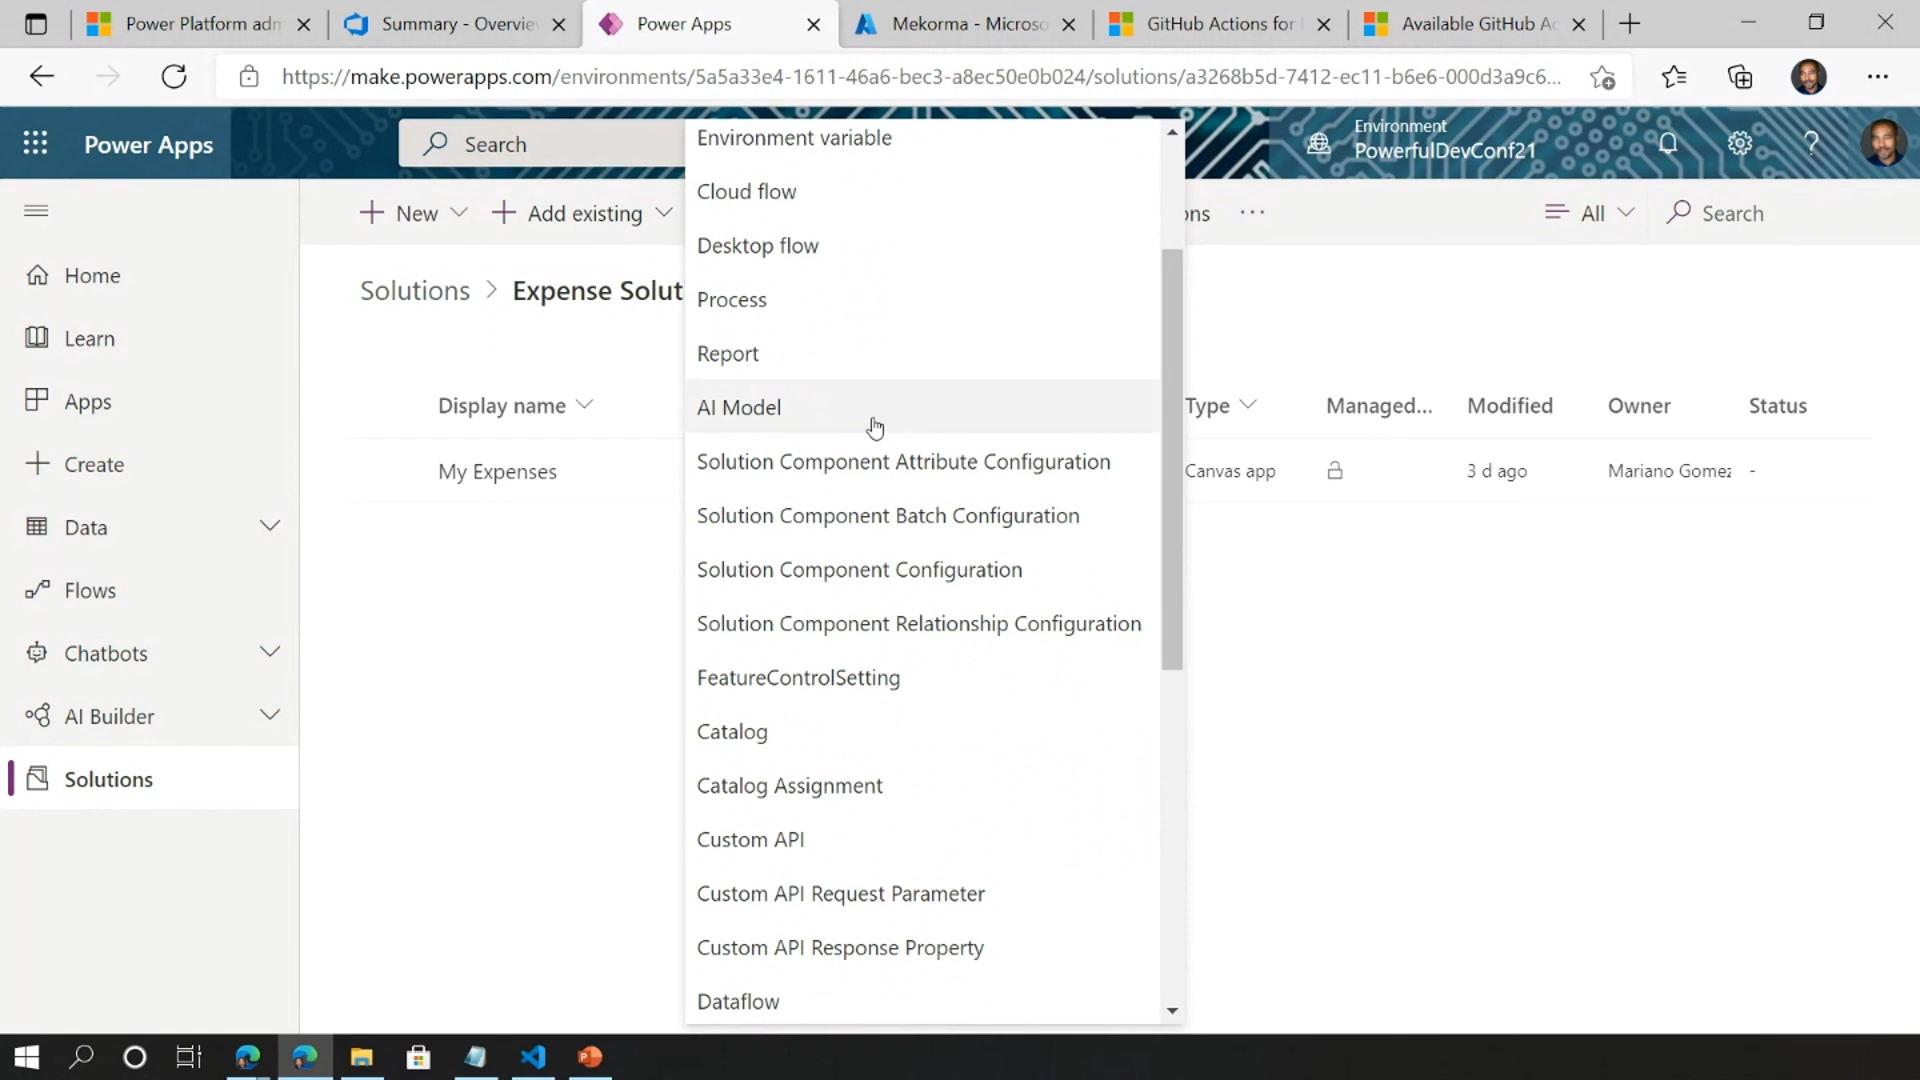 Power Platform adm
Summary - Overvie
Power Apps
Mekorma - Microso
GitHub Actions for
Available GitHub Ac
https://make.powerapps.com/environments/5a5a33e4-1611-46a6-bec3-a8ec50e0b024/solutions/a3268b5d-7412-ec11-b6e6-000d3a9c6...
Power Apps
Search
Environment
PowerfulDevConf21
New
Add existing
ons
All
Search
Home
Learn
Apps
Create
Data
Flows
Chatbots
AI Builder
Solutions
Solutions > Expense Solut
Display name
Type
Managed...
Modified
Owner
Status
My Expenses
Canvas app
3 d ago
Mariano Gomez
-
Environment variable
Cloud flow
Desktop flow
Process
Report
AI Model
Solution Component Attribute Configuration
Solution Component Batch Configuration
Solution Component Configuration
Solution Component Relationship Configuration
FeatureControlSetting
Catalog
Catalog Assignment
Custom API
Custom API Request Parameter
Custom API Response Property
Dataflow